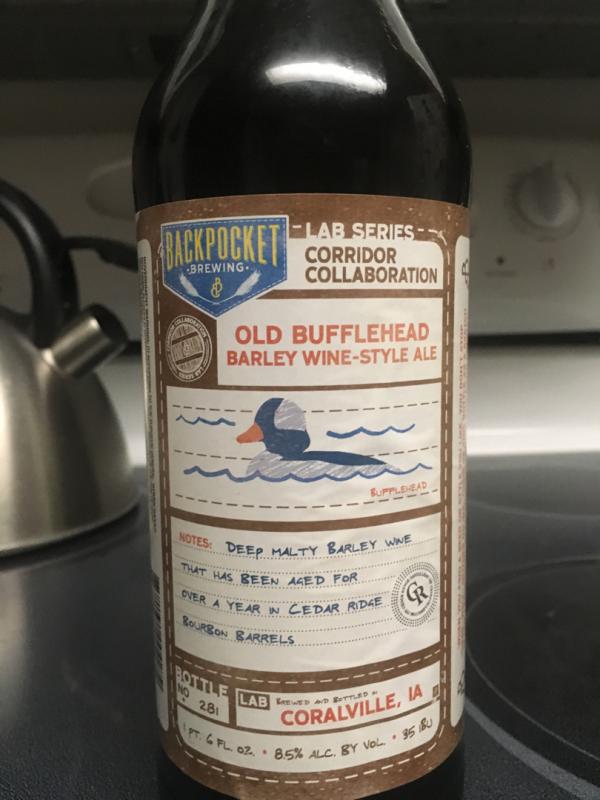 BACKPOCKET
BREWING
LAB SERIES
CORRIDOR
COLLABORATION
OLD BUFFLEHEAD
BARLEY WINE-STYLE ALE
BUFFLEHEAD
NOTES: DEEP MALTY BARLEY WINE
THAT HAS BEEN AGED FOR
OVER A YEAR IN CEDAR RIDGE
BOURBON BARRELS
CR
BOTTLE
NO 281
LAB
BREWED AND BOTTLED IN
CORALVILLE, IA
1 PT. 6 FL. OZ. • 8.5% ALC. BY VOL. • 35 IBU